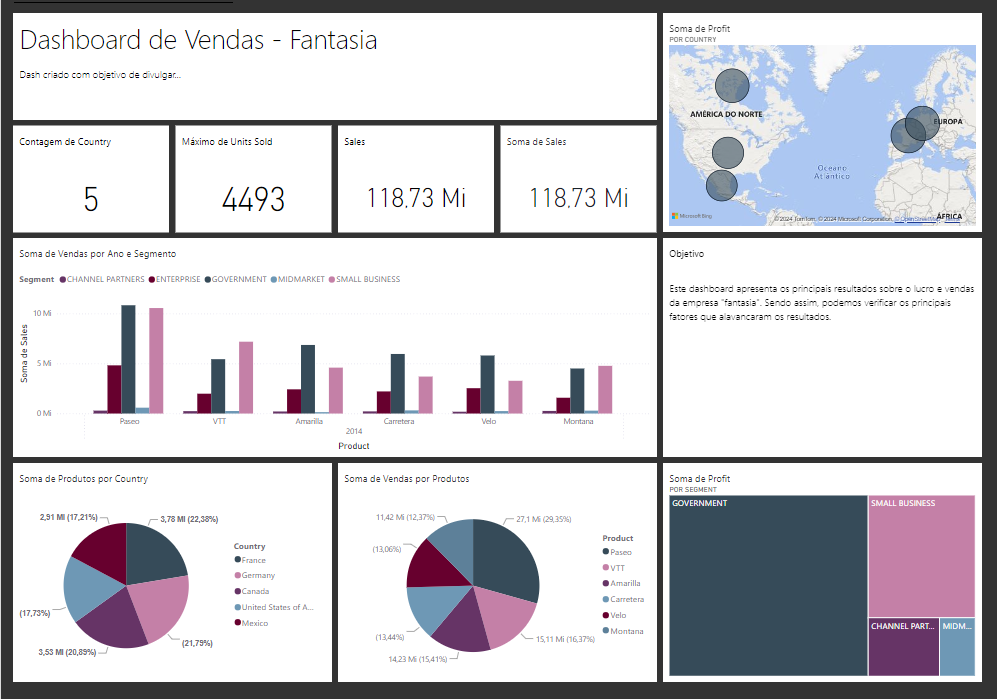 Dashboard de Vendas - Fantasia
Dash criado com objetivo de divulgar...
Soma de Profit
POR COUNTRY
AMÉRICA DO NORTE
EUROPA
Oceano
Atlântico
ÁFRICA
Microsoft Bing
© 2024 TomTom, © 2024 Microsoft Corporation, © OpenStreetMap
Contagem de Country
5
Máximo de Units Sold
4493
Sales
118,73 Mi
Soma de Sales
118,73 Mi
Soma de Vendas por Ano e Segmento
Segment CHANNEL PARTNERS ENTERPRISE GOVERNMENT MIDMARKET SMALL BUSINESS
Soma de Sales
10 Mi
5 Mi
0 Mi
Paseo VTT Amarilla Carretera Velo Montana
2014
Product
Objetivo
Este dashboard apresenta os principais resultados sobre o lucro e vendas
da empresa "fantasia". Sendo assim, podemos verificar os principais
fatores que alavancaram os resultados.
Soma de Produtos por Country
2,91 Mi (17,21%)
3,78 Mi (22,38%)
(17,73%)
3,53 Mi (20,89%)
(21,79%)
Country
France
Germany
Canada
United States of A...
Mexico
Soma de Vendas por Produtos
11,42 Mi (12,37%)
27,1 Mi (29,35%)
(13,06%)
(13,44%)
14,23 Mi (15,41%)
15,11 Mi (16,37%)
Product
Paseo
VTT
Amarilla
Carretera
Velo
Montana
Soma de Profit
POR SEGMENT
GOVERNMENT
SMALL BUSINESS
CHANNEL PART...
MIDM...